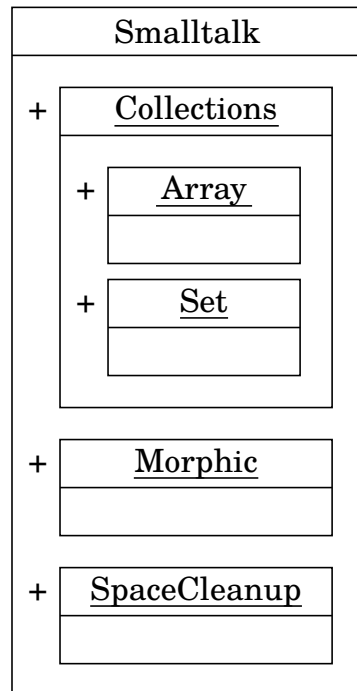 Smalltalk
+ Collections
+ Array
+ Set
+ Morphic
+ SpaceCleanup